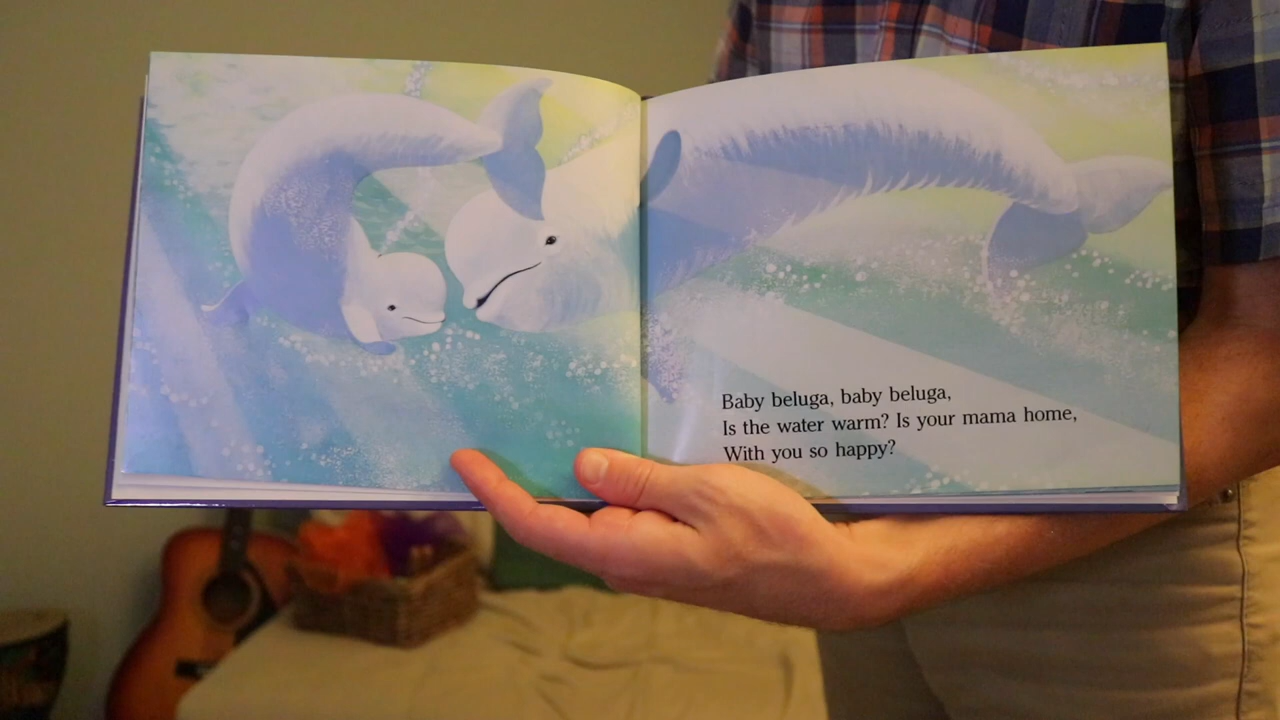 Baby beluga, baby beluga,
Is the water warm? Is your mama home,
With you so happy?